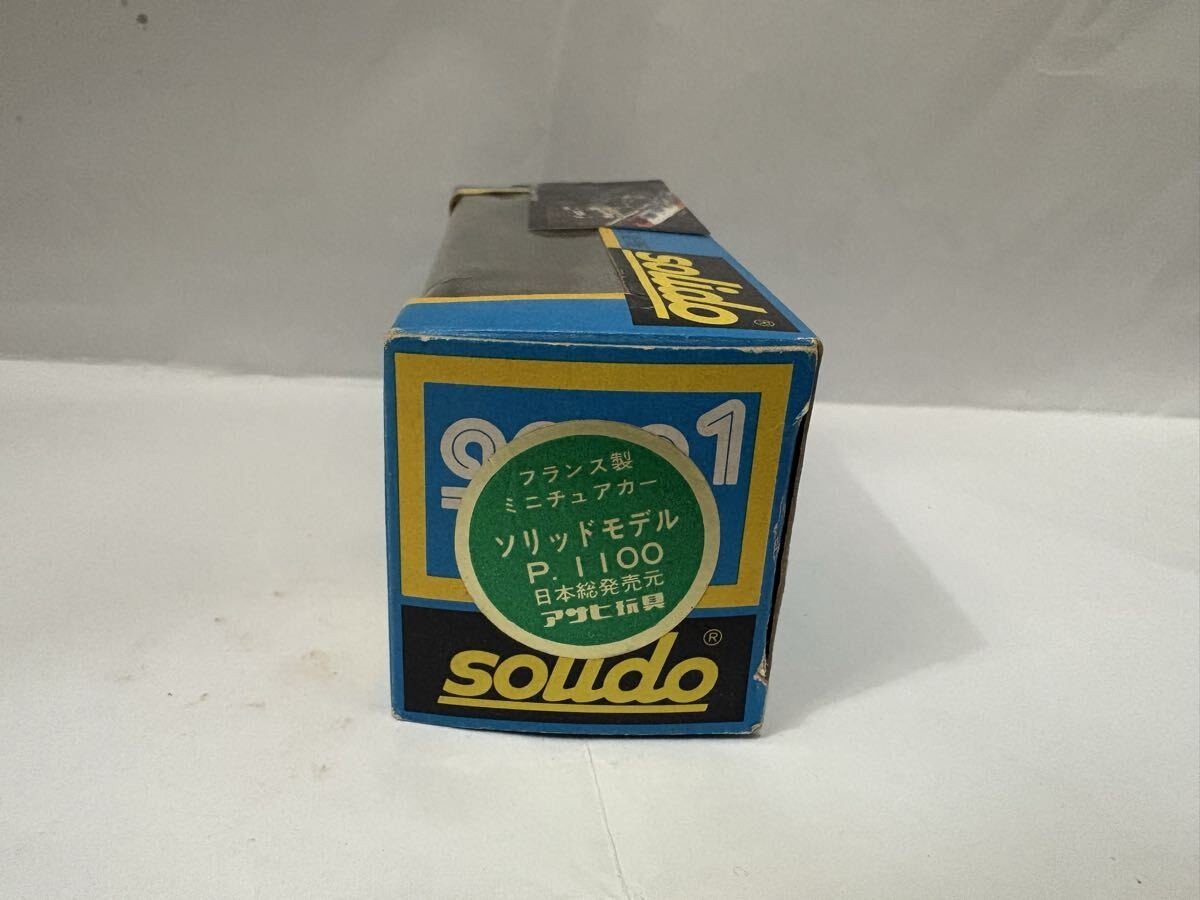 solido
®
1
フランス製
ミニチュアカー
ソリッドモデル
P. 1100
日本総発売元
アサヒ玩具
solido ®